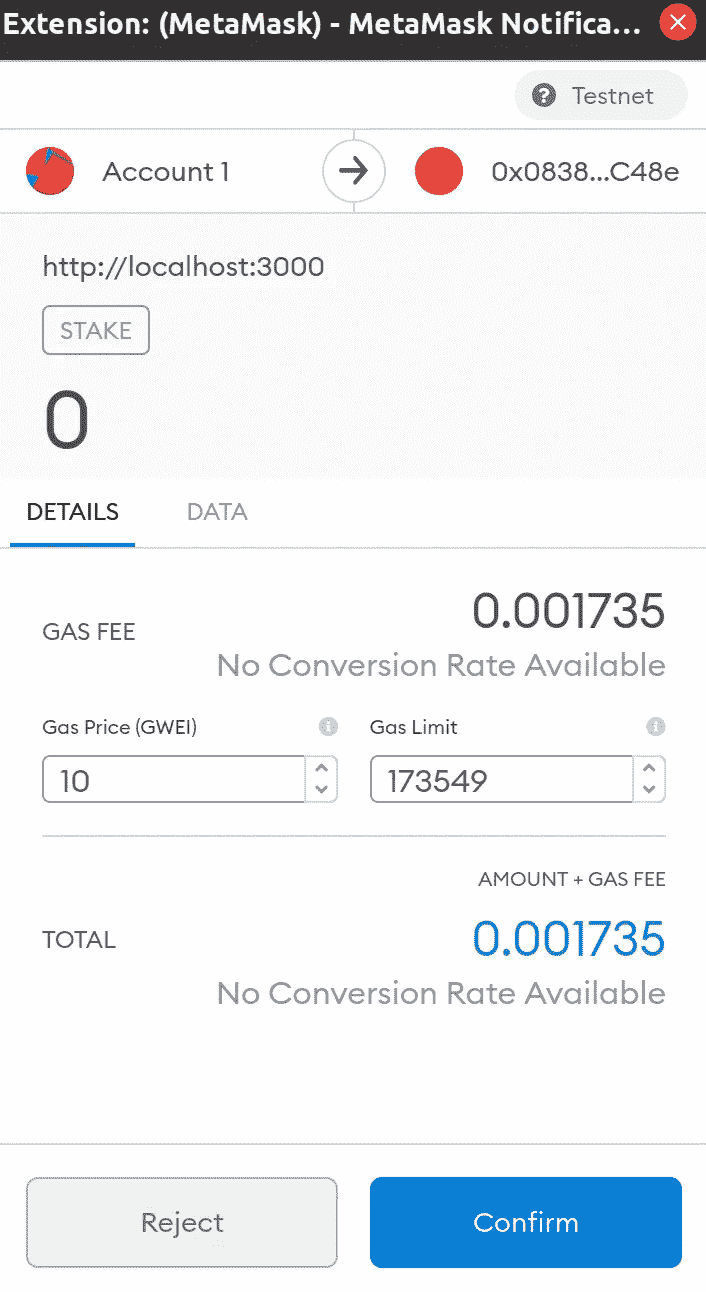 Extension: (MetaMask) - MetaMask Notifica...
Testnet
Account 1
0x0838...C48e
http://localhost:3000
STAKE
0
DETAILS DATA
GAS FEE
0.001735
No Conversion Rate Available
Gas Price (GWEI)
Gas Limit
10
173549
AMOUNT + GAS FEE
TOTAL
0.001735
No Conversion Rate Available
Reject
Confirm